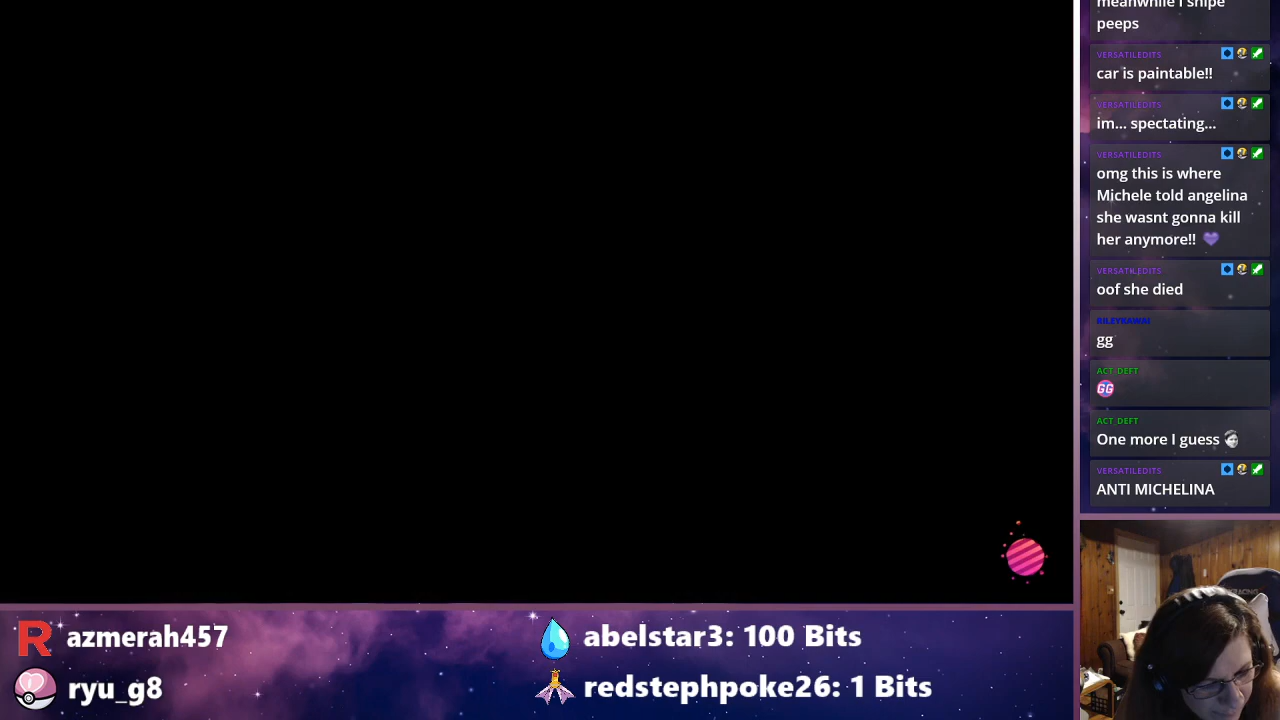 meanwhile I snipe
peeps
VERSATILEDITS
car is paintable!!
VERSATILEDITS
im... spectating...
VERSATILEDITS
omg this is where
Michele told angelina
she wasnt gonna kill
her anymore!!
VERSATILEDITS
oof she died
RILEYKAWAI
gg
ACT_DEFT
GG
ACT_DEFT
One more I guess
VERSATILEDITS
ANTI MICHELINA
R azmerah457
ryu_g8
abelstar3: 100 Bits
redstephpoke26: 1 Bits